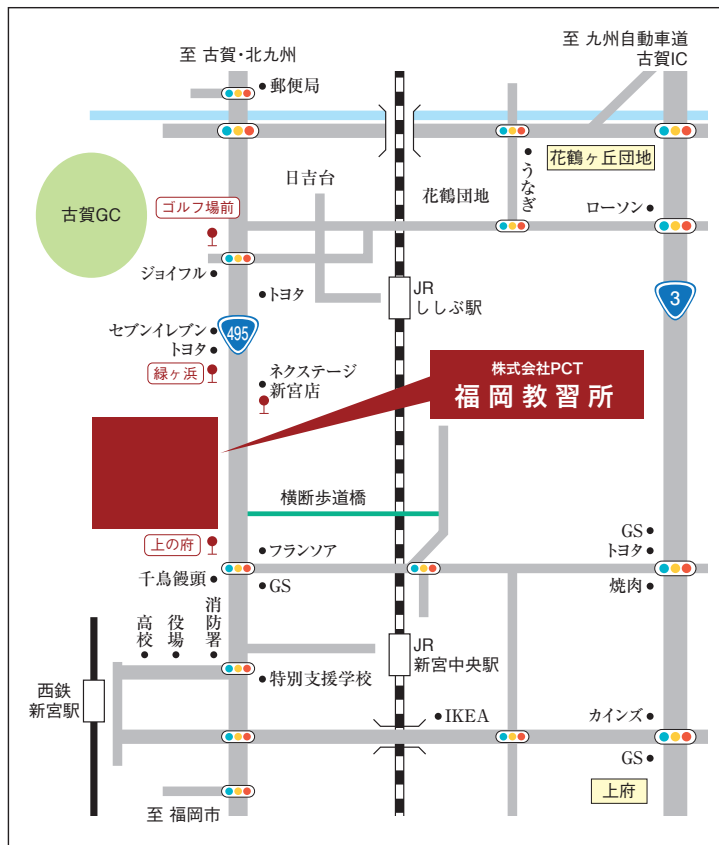 至 古賀・北九州
至 九州自動車道
古賀IC
郵便局
花鶴ヶ丘団地
うなぎ
日吉台
花鶴団地
古賀GC
ゴルフ場前
ローソン
ジョイフル
トヨタ
JR
ししぶ駅
3
セブンイレブン
トヨタ
495
緑ヶ浜
ネクステージ
新宮店
株式会社PCT
福岡教習所
横断歩道橋
上の府
フランソア
GS
トヨタ
千鳥饅頭
GS
焼肉
高校
役場
消防署
JR
新宮中央駅
西鉄
新宮駅
特別支援学校
IKEA
カインズ
GS
上府
至 福岡市